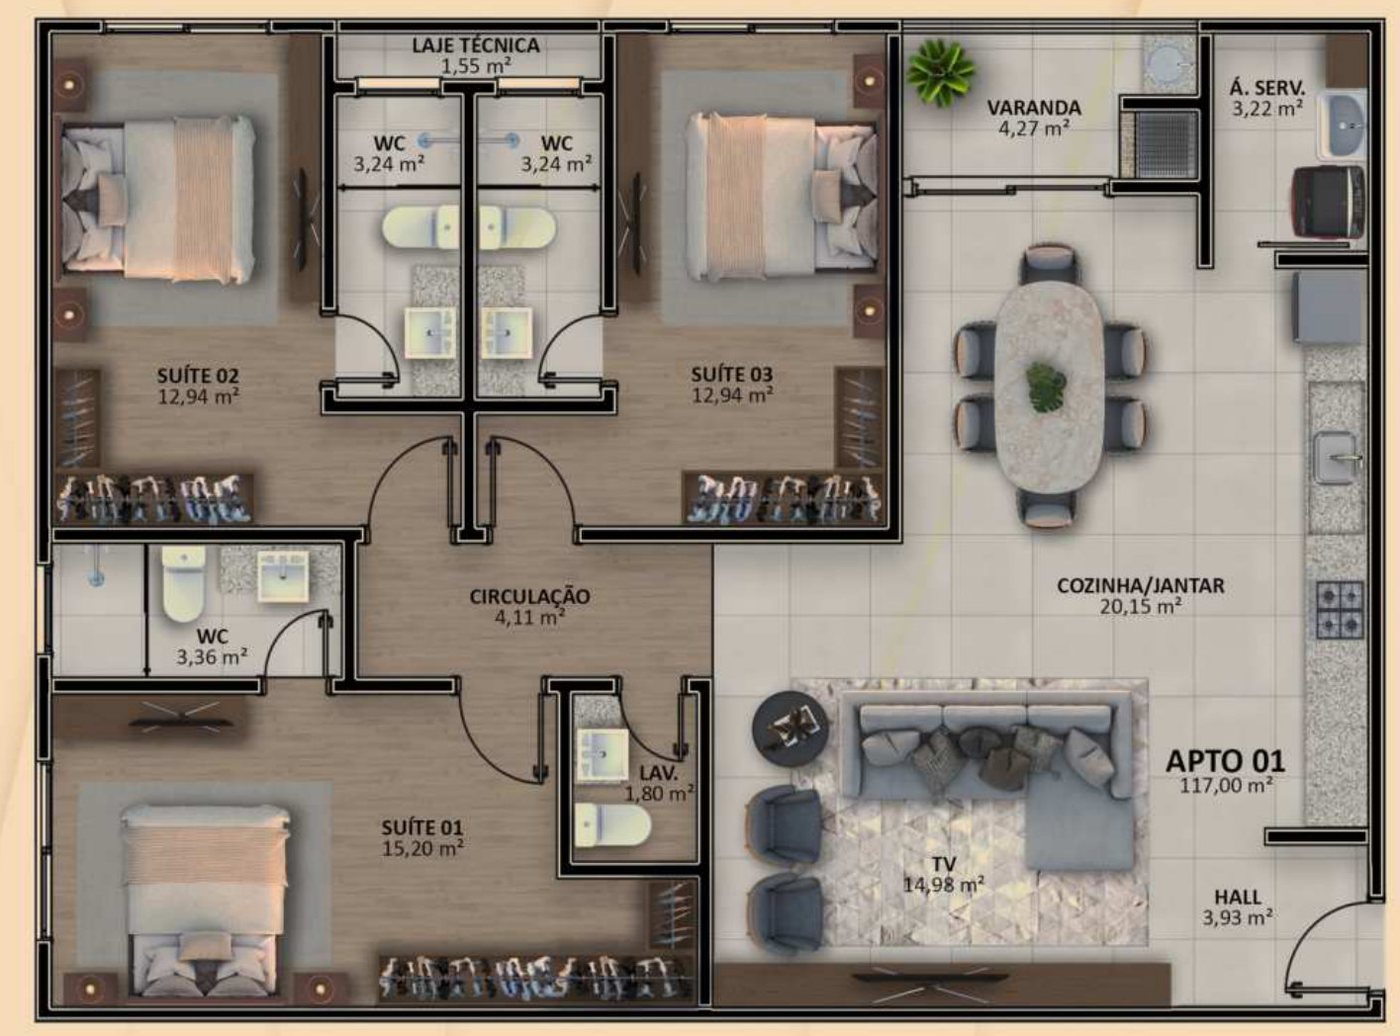 LAJE TÉCNICA
1,55 m²
WC
3,24 m²
WC
3,24 m²
VARANDA
4,27 m²
Á. SERV.
3,22 m²
SUÍTE 02
12,94 m²
SUÍTE 03
12,94 m²
CIRCULAÇÃO
4,11 m²
COZINHA/JANTAR
20,15 m²
WC
3,36 m²
LAV.
1,80 m²
APTO 01
117,00 m²
SUÍTE 01
15,20 m²
TV
14,98 m²
HALL
3,93 m²